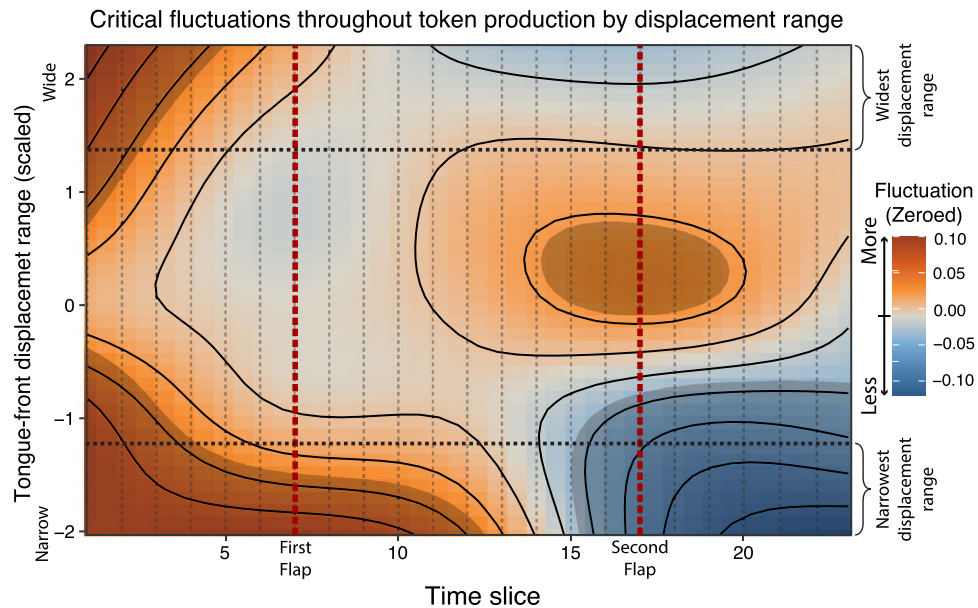 Critical fluctuations throughout token production by displacement range
Tongue-front displacemet range (scaled)
Wide
Narrow
2
1
0
−1
−2
5
10
15
20
First
Flap
Second
Flap
Time slice
Widest
displacement
range
Narrowest
displacement
range
Fluctuation
(Zeroed)
More
Less
0.10
0.05
0.00
−0.05
−0.10